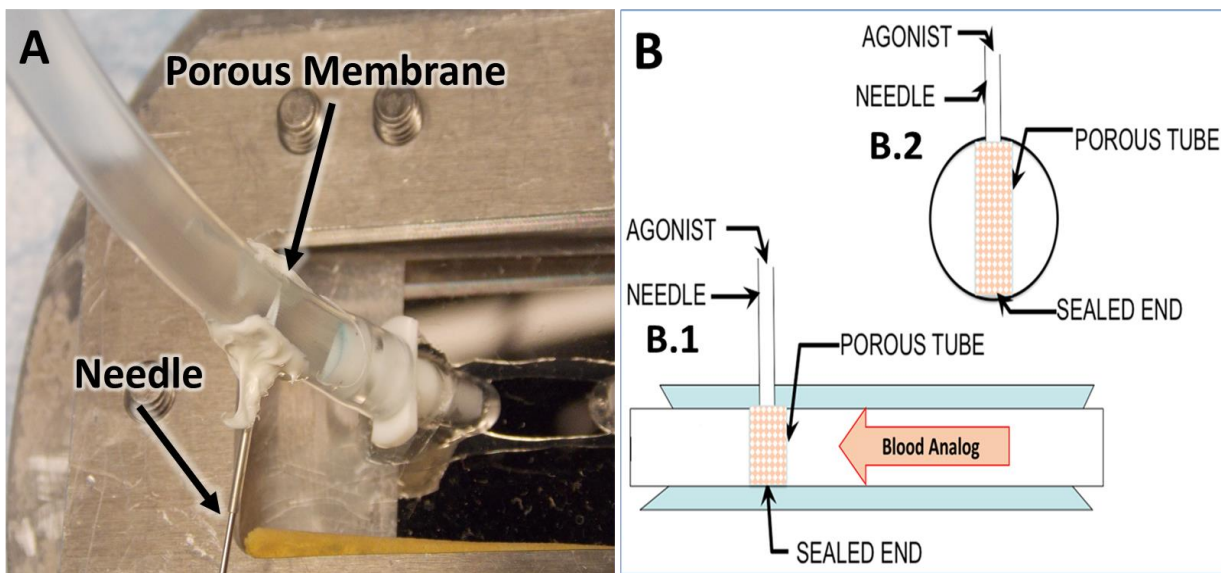 A
Porous Membrane
Needle
B
AGONIST
NEEDLE
B.2
POROUS TUBE
SEALED END
AGONIST
NEEDLE
B.1
POROUS TUBE
Blood Analog
SEALED END